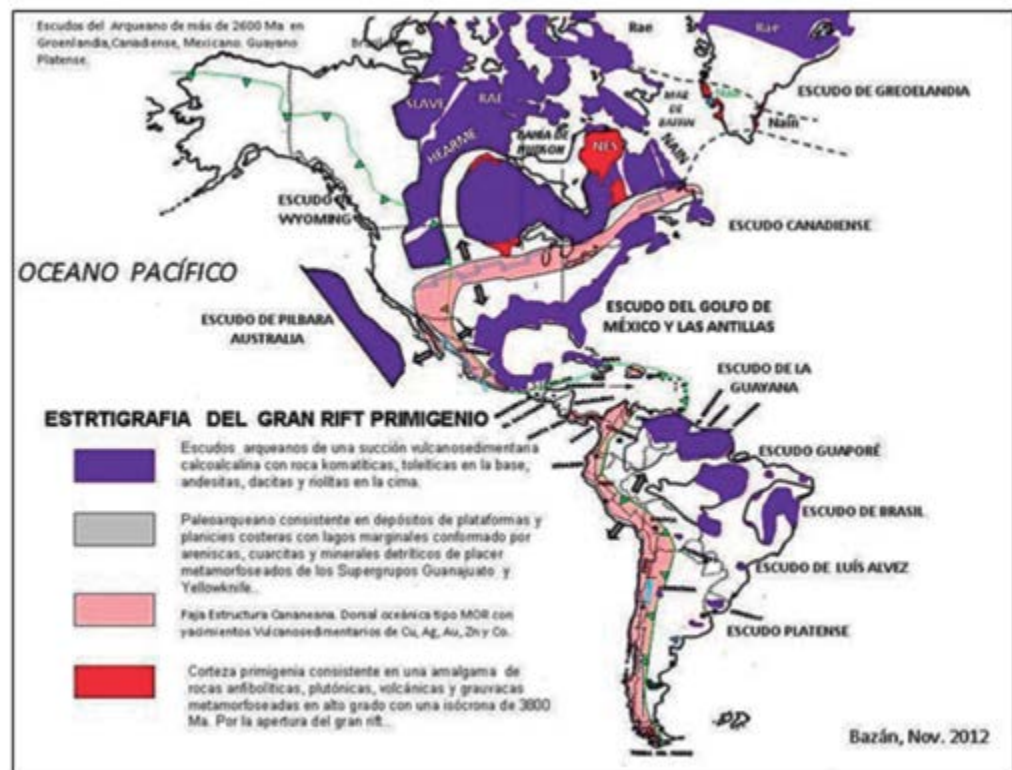 Escudos del Arqueano de más de 2600 Ma en
Groenlandia,Canadiense, Mexicano. Guayano
Platense.
Rae
Rae
ESCUDO DE GREOELANDIA
Nain
SLAVE
RAE
HEARME
BAHIA DE
HUDSON
NES
MAR
DE
BAFAN
NAIN
ESCUDO DE
WYOMING
ESCUDO CANADIENSE
OCEANO PACÍFICO
ESCUDO DE PILBARA
AUSTRALIA
ESCUDO DEL GOLFO DE
MÉXICO Y LAS ANTILLAS
ESCUDO DE LA
GUAYANA
ESCUDO GUAPORÉ
ESCUDO DE BRASIL
ESCUDO DE LUÍS ALVEZ
ESCUDO PLATENSE
ESTRTIGRAFIA DEL GRAN RIFT PRIMIGENIO
Escudos arqueanos de una succión vulcanosedimentaria
calcoalcalina con roca komatíticas, toleíticas en la base,
andesitas, dacitas y riolitas en la cima.
Paleoarqueano consistente en depósitos de plataformas y
planicies costeras con lagos marginales conformado por
areniscas, cuarcitas y minerales detríticos de placer
metamorfoseados de los Supergrupos Guanajuato y
Yellowknife..
Faja Estructura Cananeana. Dorsal oceánica tipo MOR con
yacimientos Vulcanosedimentarios de Cu, Ag, Au, Zn y Co.
Corteza primigenia consistente en una amalgama de
rocas anfibolíticas, plutónicas, volcánicas y grauvacas
metamorfoseadas en alto grado con una isócrona de 3800
Ma. Por la apertura del gran rift...
Bazán, Nov. 2012